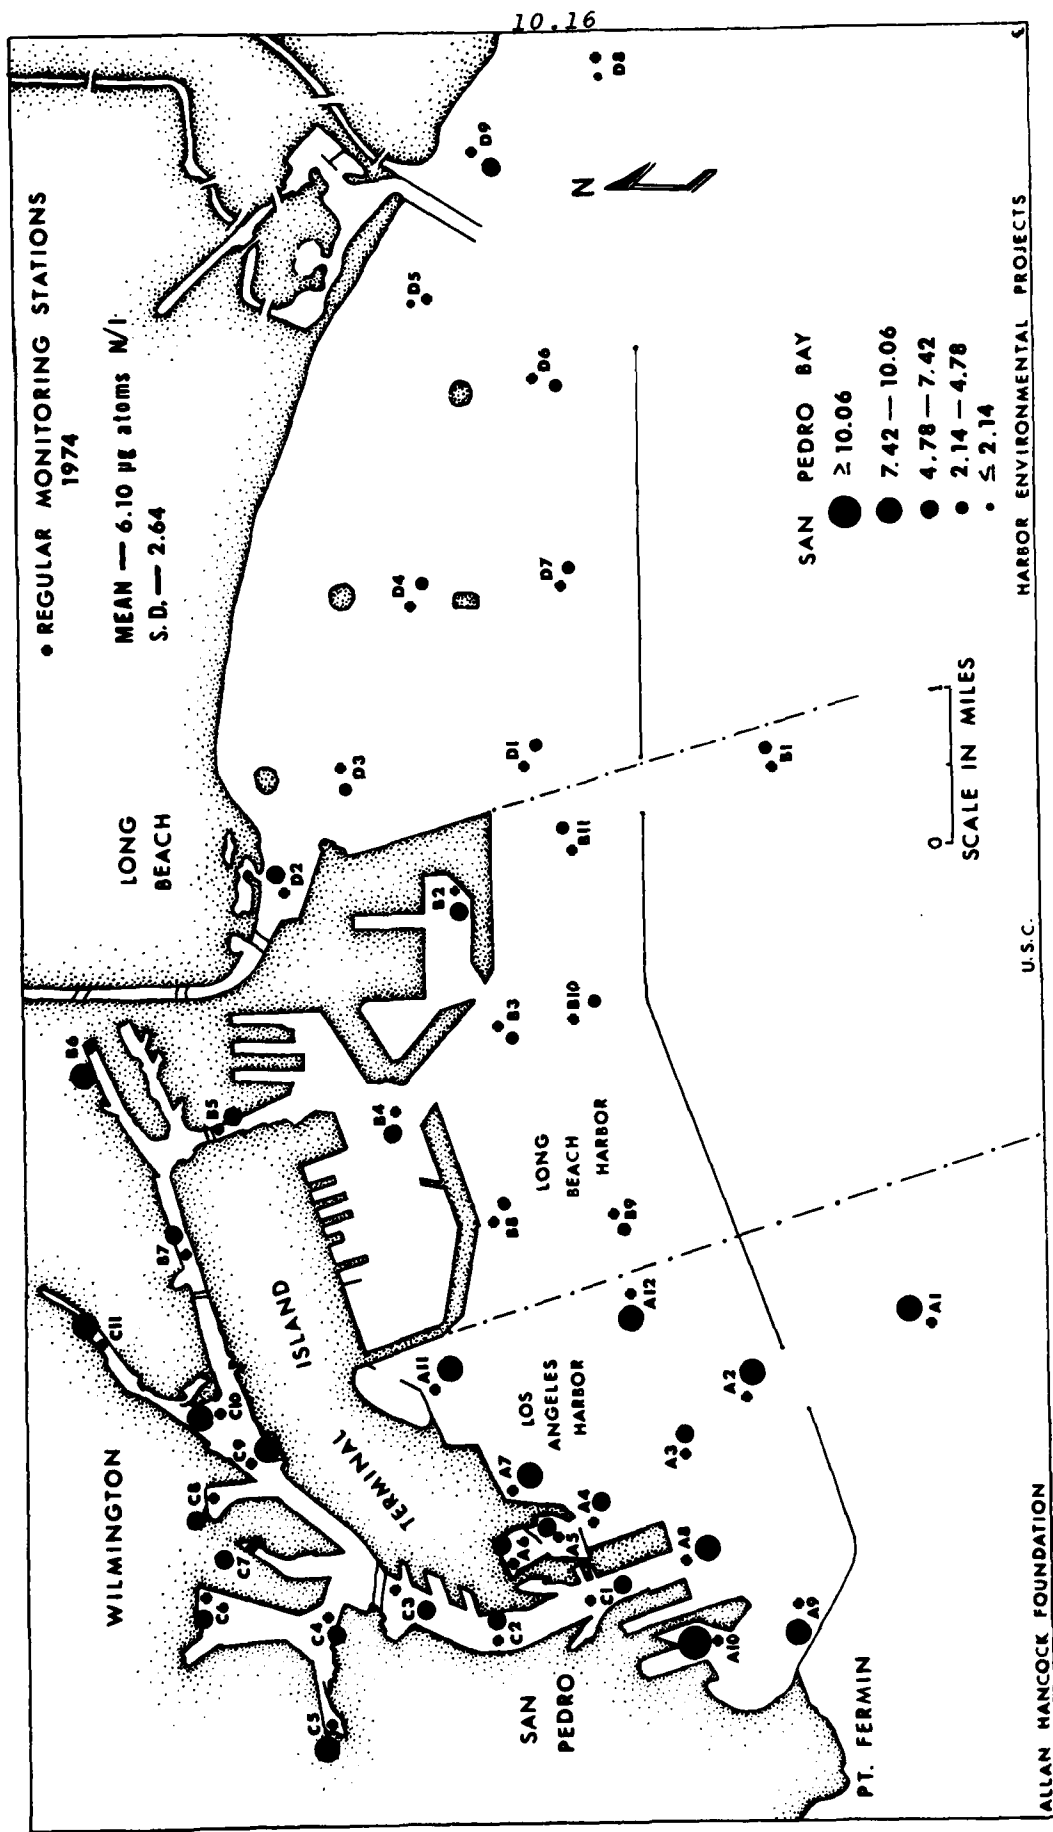 10.16
REGULAR MONITORING STATIONS
1974
MEAN — 6.10 µg atoms N/l
S.D. — 2.64
WILMINGTON
LONG
BEACH
SAN
PEDRO
TERMINAL
ISLAND
LOS
ANGELES
HARBOR
LONG
BEACH
HARBOR
PT. FERMIN
N
C5
C4
C6
C7
C8
C9
C10
C11
C3
C2
C1
B7
B6
B5
B4
B3
B2
B8
B9
B10
B11
B1
A11
A12
A7
A6
A5
A4
A3
A8
A2
A1
A9
A10
D2
D3
D1
D4
D7
D6
D5
D9
D8
SAN PEDRO BAY
≥ 10.06
7.42 — 10.06
4.78 — 7.42
2.14 — 4.78
≤ 2.14
0 1
SCALE IN MILES
ALLAN HANCOCK FOUNDATION
U.S.C.
HARBOR ENVIRONMENTAL PROJECTS